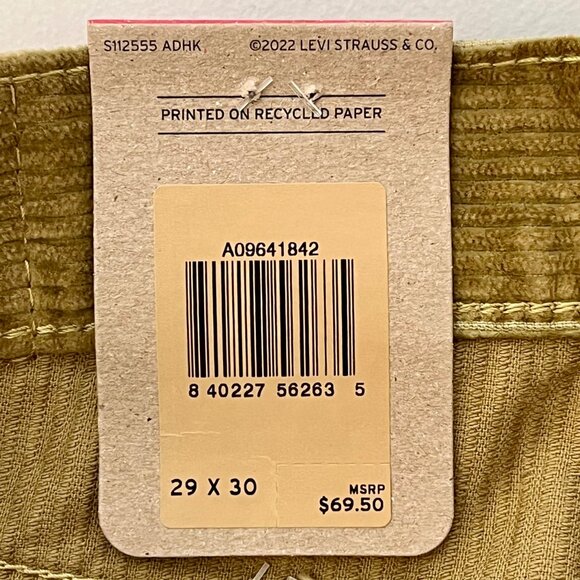 S112555 ADHK ©2022 LEVI STRAUSS & CO.
PRINTED ON RECYCLED PAPER
A09641842
8 40227 56263 5
29 X 30
MSRP
$69.50